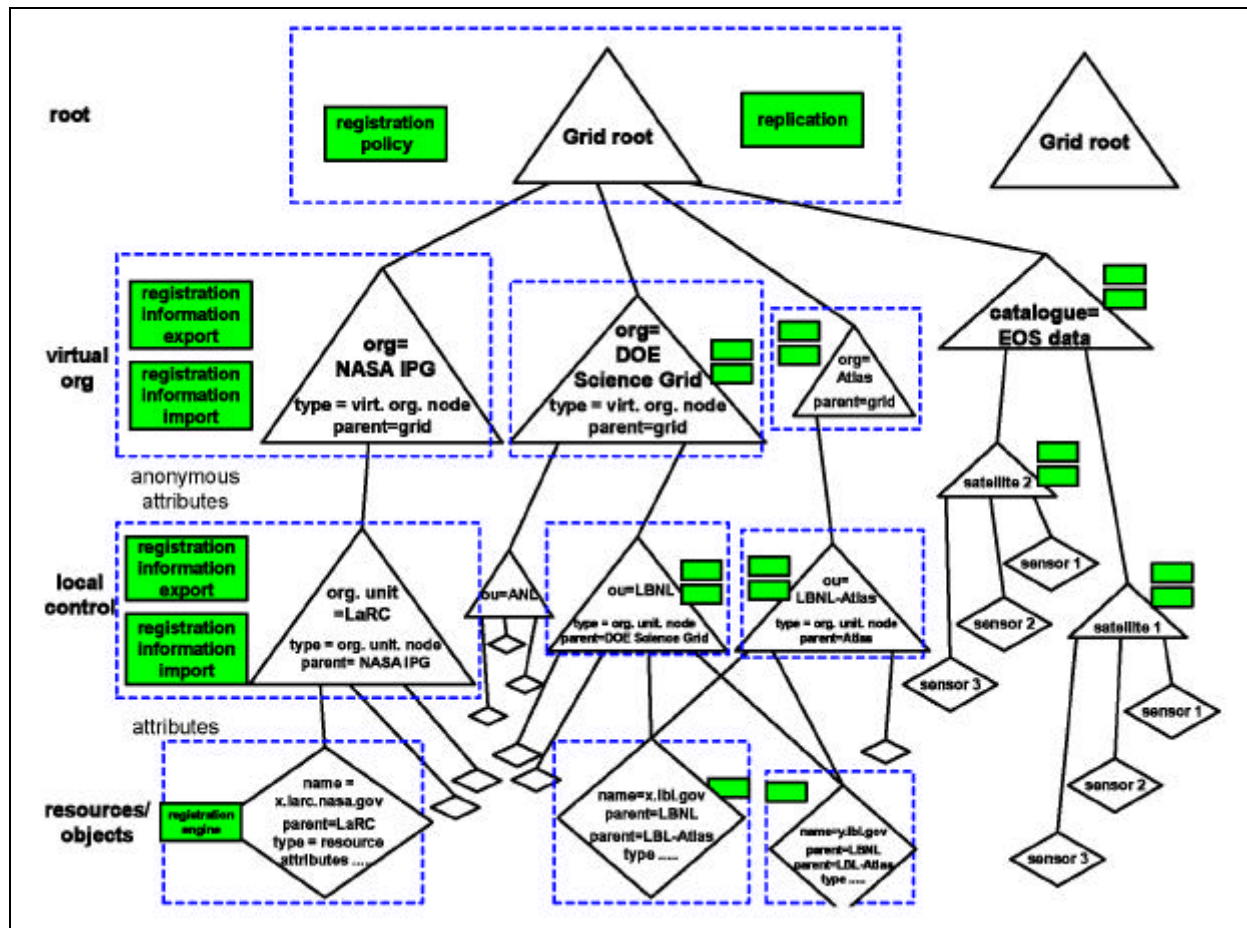 root
registration
policy
Grid root
replication
Grid root
virtual
org
registration
information
export
registration
information
import
org=
NASA IPG
type = virt. org. node
parent=grid
org=
DOE
Science Grid
type = virt. org. node
parent=grid
org=
Atlas
parent=grid
catalogue=
EOS data
anonymous
attributes
satellite 2
sensor 1
sensor 2
sensor 3
local
control
registration
information
export
registration
information
import
org. unit
=LaRC
type = org. unit. node
parent= NASA IPG
ou=ANL
ou=LBNL
type = org. unit. node
parent=DOE Science Grid
ou=
LBNL-Atlas
type = org. unit. node
parent=Atlas
satellite 1
sensor 1
sensor 2
sensor 3
attributes
resources/
objects
registration
engine
name =
x.larc.nasa.gov
parent=LaRC
type = resource
attributes .....
name=x.lbl.gov
parent=LBNL
parent=LBL-Atlas
type .....
name=y.lbl.gov
parent=LBNL
parent=LBL-Atlas
type .....